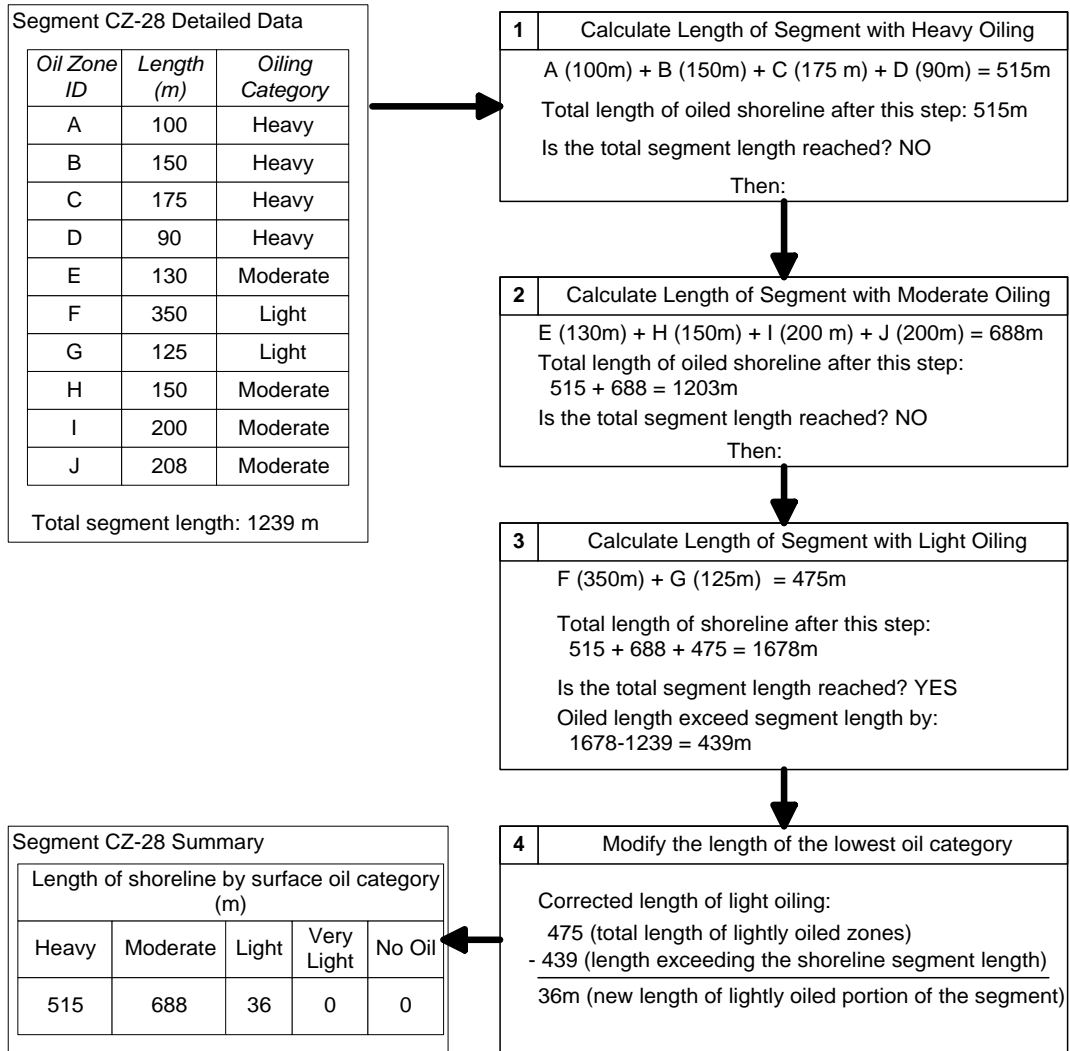 Segment CZ-28 Detailed Data
Oil Zone ID Length (m) Oiling Category
A 100 Heavy
B 150 Heavy
C 175 Heavy
D 90 Heavy
E 130 Moderate
F 350 Light
G 125 Light
H 150 Moderate
I 200 Moderate
J 208 Moderate
Total segment length: 1239 m
1 Calculate Length of Segment with Heavy Oiling
A (100m) + B (150m) + C (175 m) + D (90m) = 515m
Total length of oiled shoreline after this step: 515m
Is the total segment length reached? NO
Then:
2 Calculate Length of Segment with Moderate Oiling
E (130m) + H (150m) + I (200 m) + J (200m) = 688m
Total length of oiled shoreline after this step:
515 + 688 = 1203m
Is the total segment length reached? NO
Then:
3 Calculate Length of Segment with Light Oiling
F (350m) + G (125m) = 475m
Total length of shoreline after this step:
515 + 688 + 475 = 1678m
Is the total segment length reached? YES
Oiled length exceed segment length by:
1678-1239 = 439m
4 Modify the length of the lowest oil category
Corrected length of light oiling:
475 (total length of lightly oiled zones)
- 439 (length exceeding the shoreline segment length)
36m (new length of lightly oiled portion of the segment)
Segment CZ-28 Summary
Length of shoreline by surface oil category
(m)
Heavy Moderate Light Very Light No Oil
515 688 36 0 0